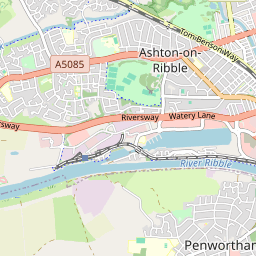 Tom Benson Way
Ashton-on-
Ribble
A5085
Riversway
Watery Lane
sway
River Ribble
Penwortham